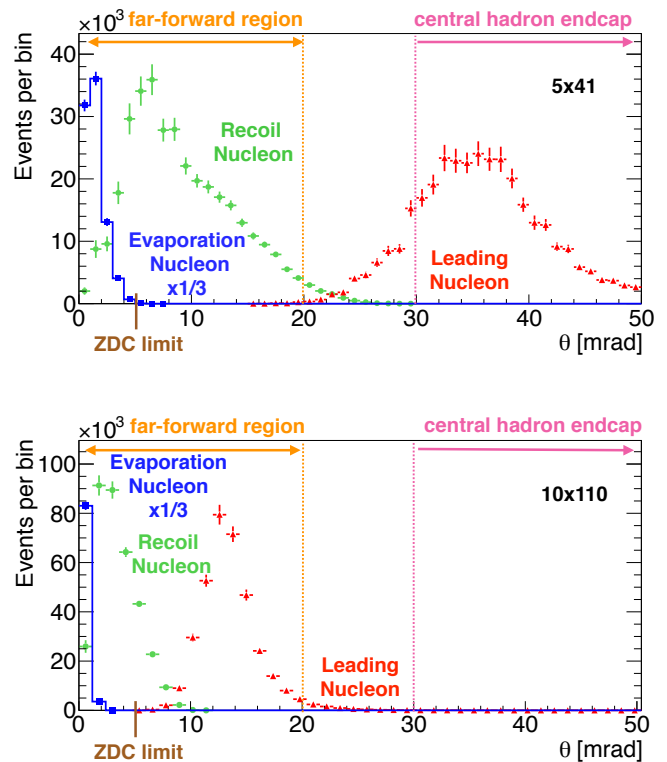 ×10³
far-forward region
central hadron endcap
Events per bin
40
30
20
10
0
5x41
Recoil
Nucleon
Evaporation
Nucleon
x1/3
Leading
Nucleon
0 10 20 30 40 50
ZDC limit
θ [mrad]
×10³
far-forward region
central hadron endcap
Events per bin
100
80
60
40
20
0
Evaporation
Nucleon
x1/3
10x110
Recoil
Nucleon
Leading
Nucleon
0 10 20 30 40 50
ZDC limit
θ [mrad]